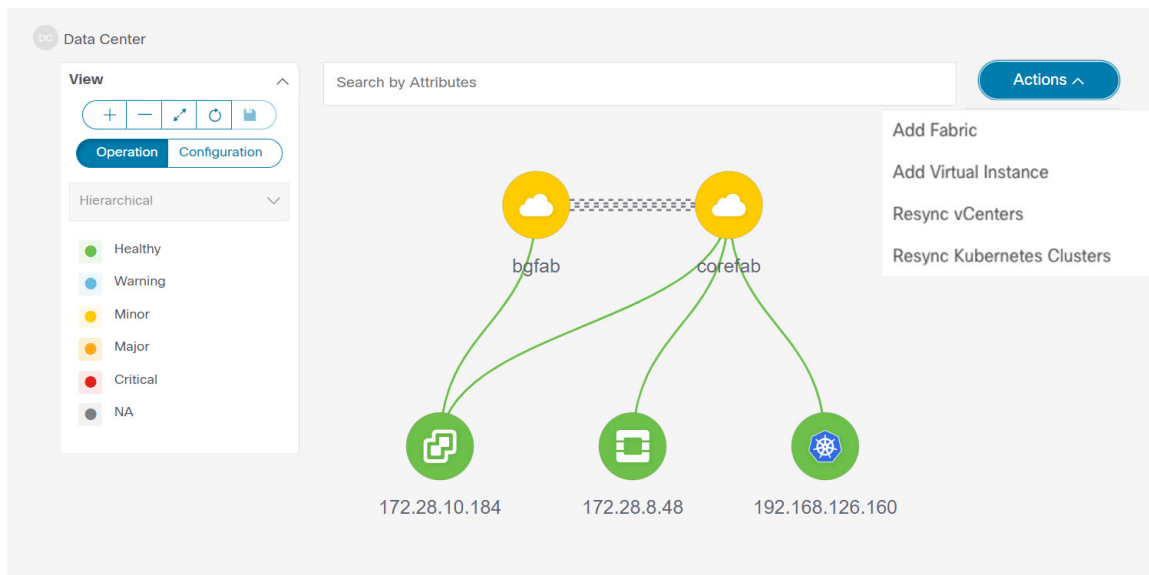 DC Data Center
View
Search by Attributes
Actions
Operation Configuration
Hierarchical
Healthy
Warning
Minor
Major
Critical
NA
Add Fabric
Add Virtual Instance
Resync vCenters
Resync Kubernetes Clusters
bgfab corefab
172.28.10.184 172.28.8.48 192.168.126.160